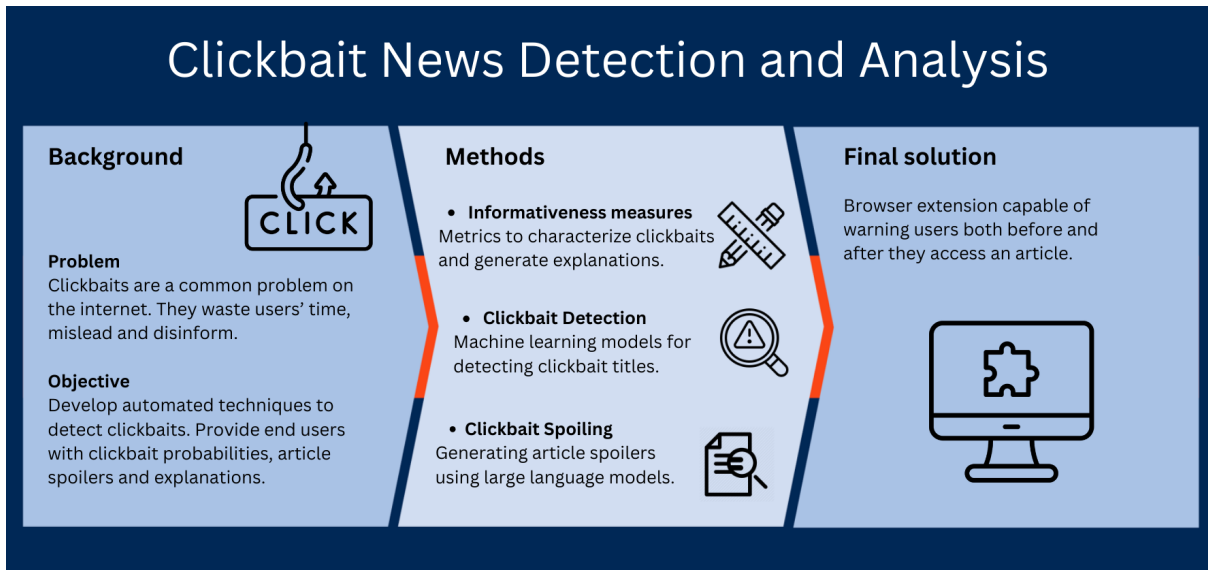 Clickbait News Detection and Analysis
Background
CLICK
Problem
Clickbaits are a common problem on
the internet. They waste users’ time,
mislead and disinform.
Objective
Develop automated techniques to
detect clickbaits. Provide end users
with clickbait probabilities, article
spoilers and explanations.
Methods
• Informativeness measures
Metrics to characterize clickbaits
and generate explanations.
• Clickbait Detection
Machine learning models for
detecting clickbait titles.
• Clickbait Spoiling
Generating article spoilers
using large language models.
Final solution
Browser extension capable of
warning users both before and
after they access an article.